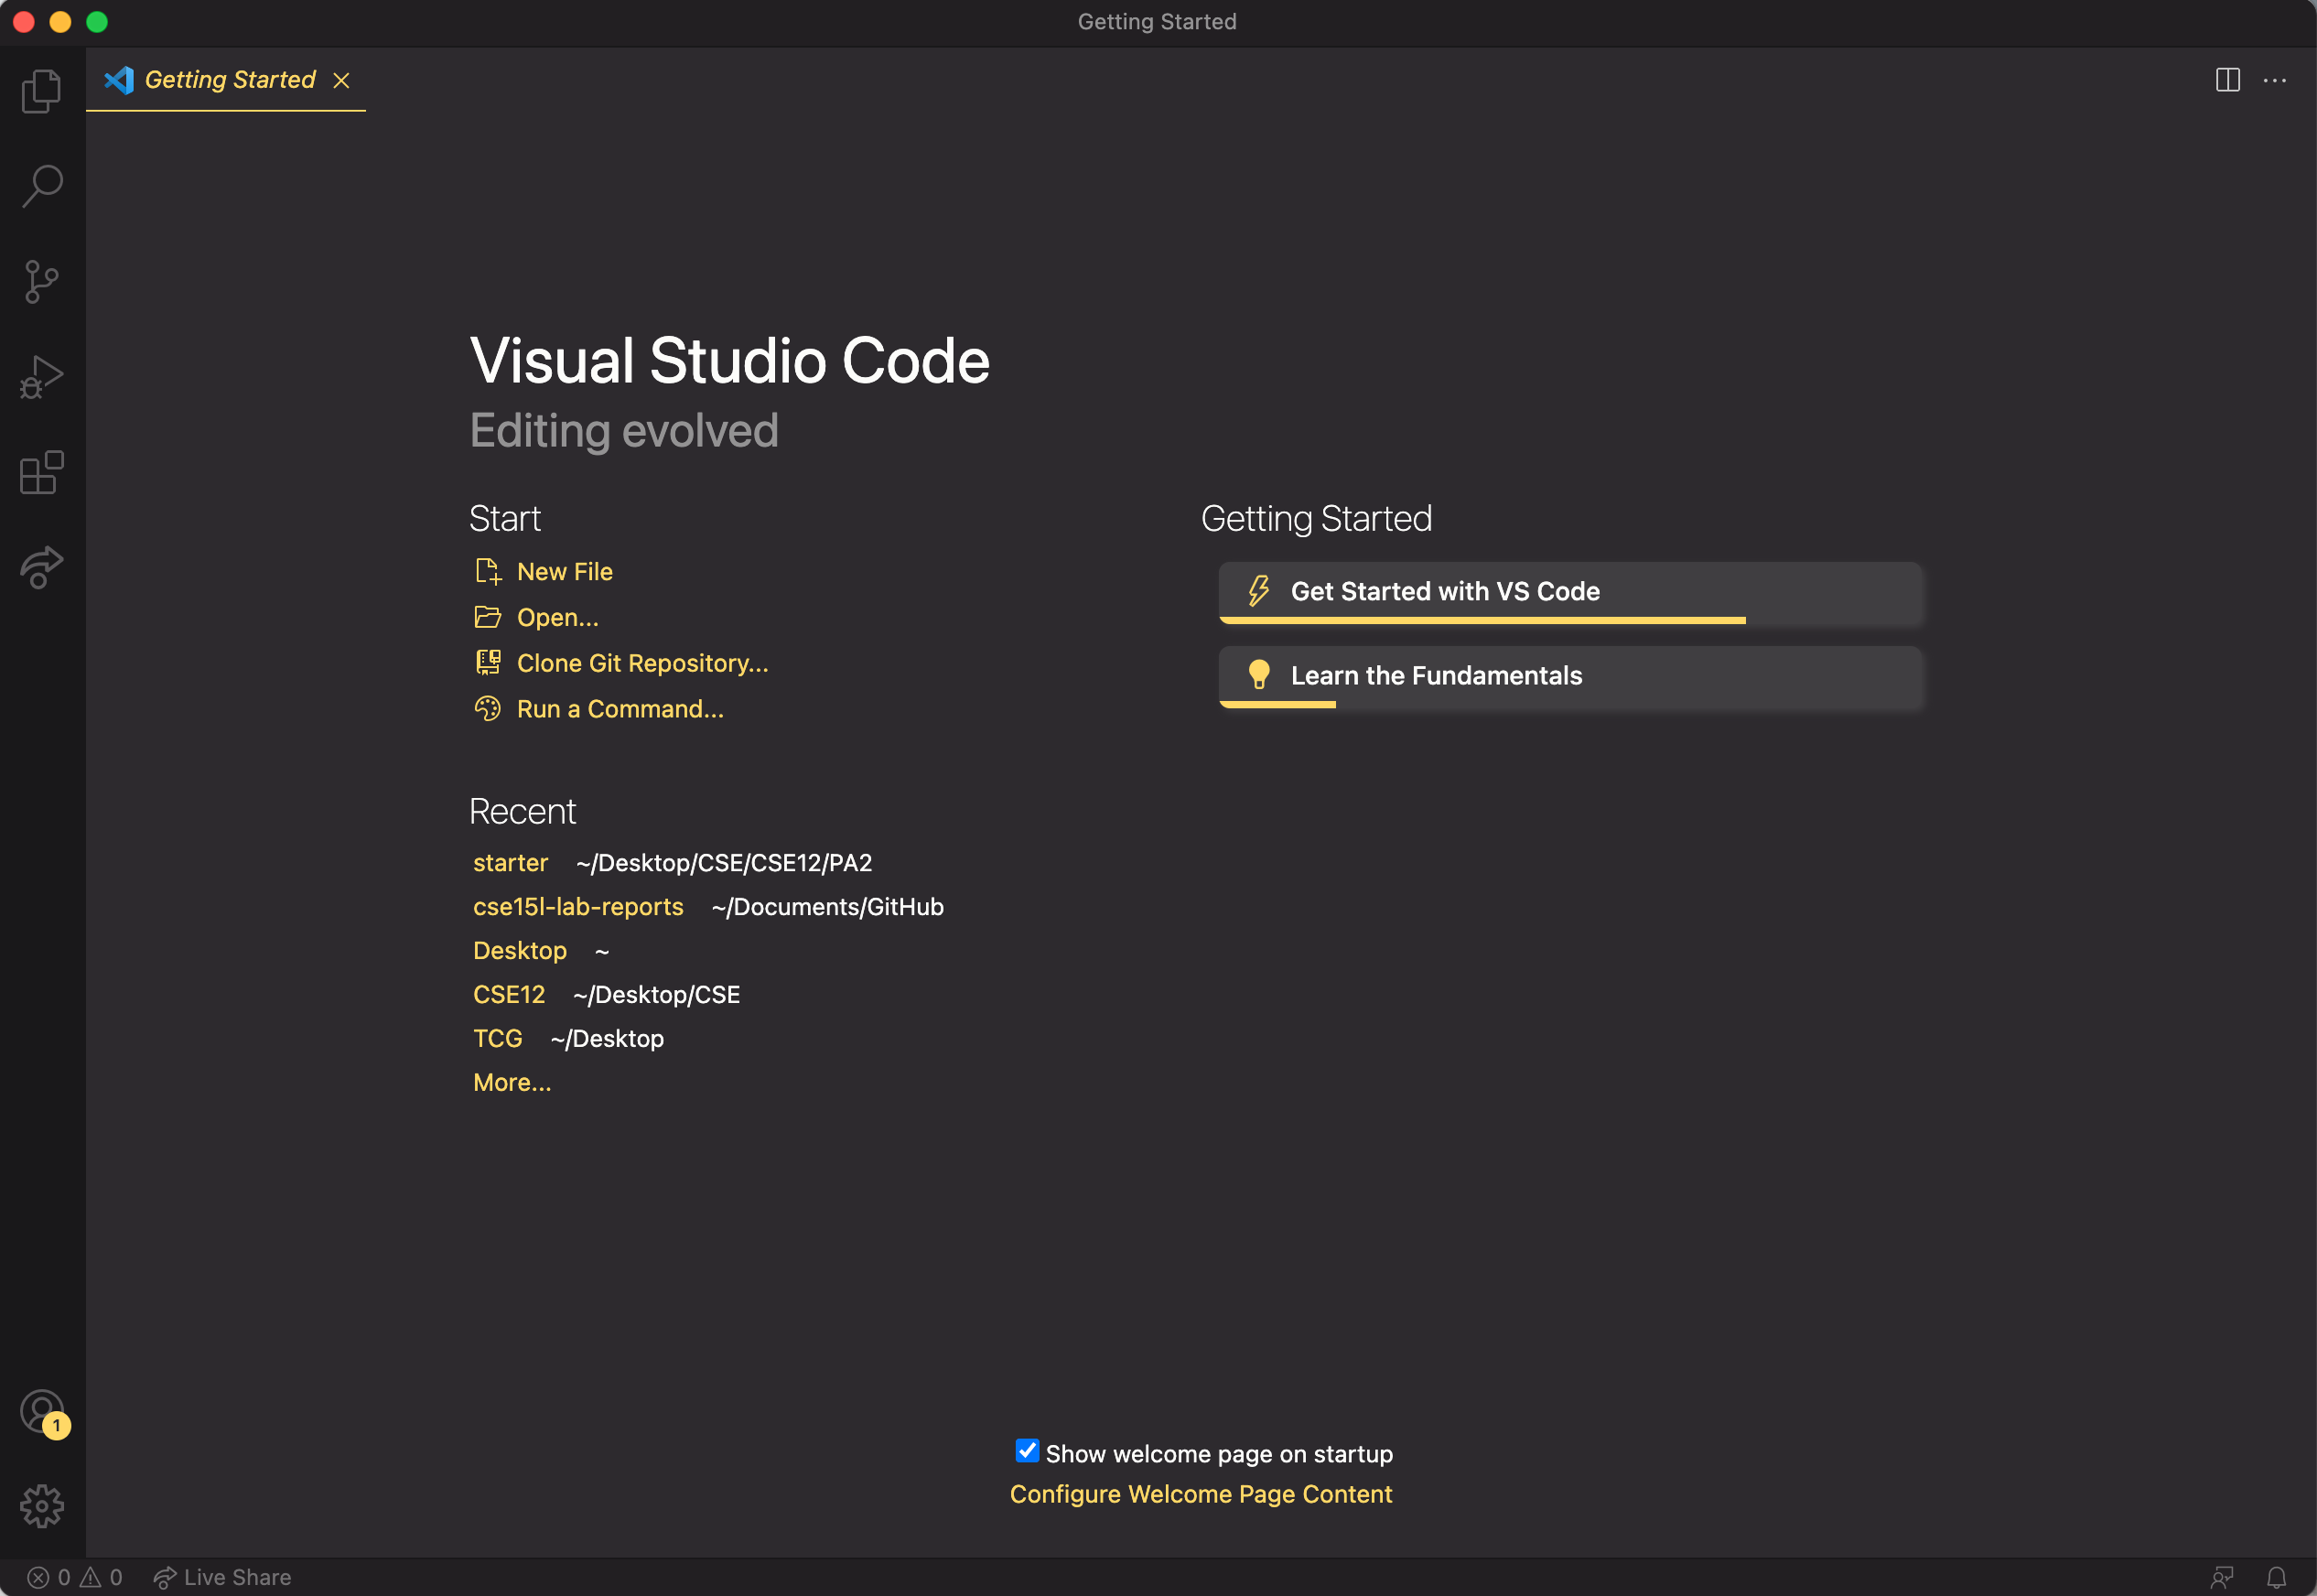 Getting Started
Getting Started
Visual Studio Code
Editing evolved
Start
New File
Open...
Clone Git Repository...
Run a Command...
Recent
starter ~/Desktop/CSE/CSE12/PA2
cse15l-lab-reports ~/Documents/GitHub
Desktop ~
CSE12 ~/Desktop/CSE
TCG ~/Desktop
More...
Getting Started
Get Started with VS Code
Learn the Fundamentals
1
Show welcome page on startup
Configure Welcome Page Content
0 0 Live Share